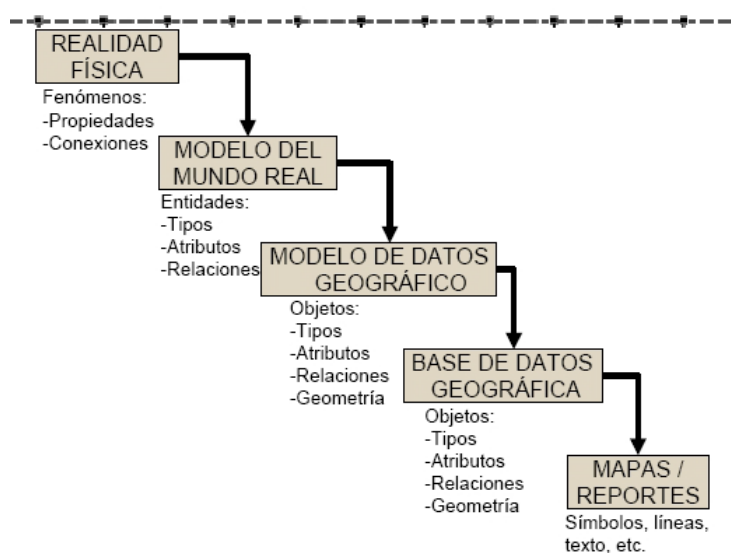 REALIDAD
FÍSICA
Fenómenos:
-Propiedades
-Conexiones
MODELO DEL
MUNDO REAL
Entidades:
-Tipos
-Atributos
-Relaciones
MODELO DE DATOS
GEOGRÁFICO
Objetos:
-Tipos
-Atributos
-Relaciones
-Geometría
BASE DE DATOS
GEOGRÁFICA
Objetos:
-Tipos
-Atributos
-Relaciones
-Geometría
MAPAS /
REPORTES
Símbolos, líneas,
texto, etc.